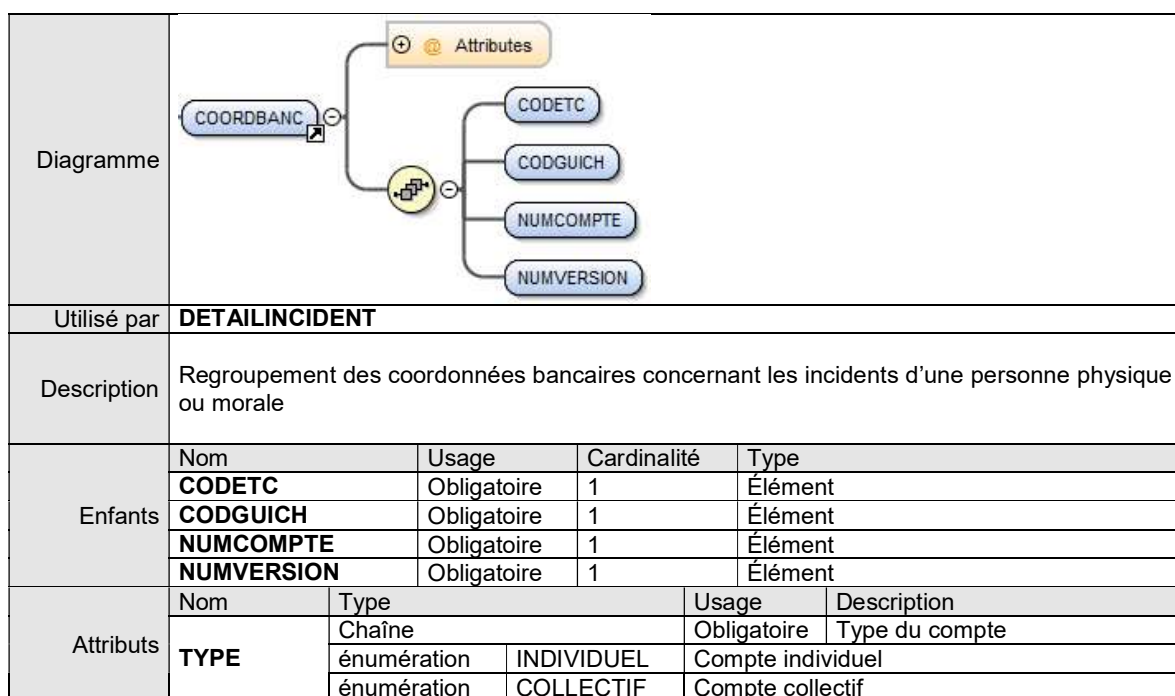 Diagramme
@ Attributes
COORDBANC
CODETC
CODGUICH
NUMCOMPTE
NUMVERSION
Utilisé par DETAILINCIDENT
Description Regroupement des coordonnées bancaires concernant les incidents d’une personne physique
ou morale
Enfants
Nom Usage Cardinalité Type
CODETC Obligatoire 1 Élément
CODGUICH Obligatoire 1 Élément
NUMCOMPTE Obligatoire 1 Élément
NUMVERSION Obligatoire 1 Élément
Attributs
Nom Type Usage Description
TYPE
Chaîne Obligatoire Type du compte
énumération INDIVIDUEL Compte individuel
énumération COLLECTIF Compte collectif